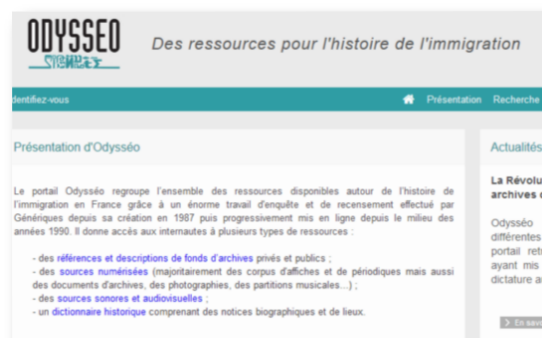 ODYSSEO
Des ressources pour l'histoire de l'immigration
dentifiez-vous
Présentation Recherche
Présentation d'Odysséo
Actualités
Le portail Odysséo regroupe l'ensemble des ressources disponibles autour de l'histoire de
l'immigration en France grâce à un énorme travail d'enquête et de recensement effectué par
Génériques depuis sa création en 1987 puis progressivement mis en ligne depuis le milieu des
années 1990. Il donne accès aux internautes à plusieurs types de ressources :
- des références et descriptions de fonds d'archives privés et publics ;
- des sources numérisées (majoritairement des corpus d'affiches et de périodiques mais aussi
des documents d'archives, des photographies, des partitions musicales...) ;
- des sources sonores et audiovisuelles ;
- un dictionnaire historique comprenant des notices biographiques et de lieux.
La Révolu
archives
Odysséo
différentes
portail retr
ayant mis
dictature a
> En sav